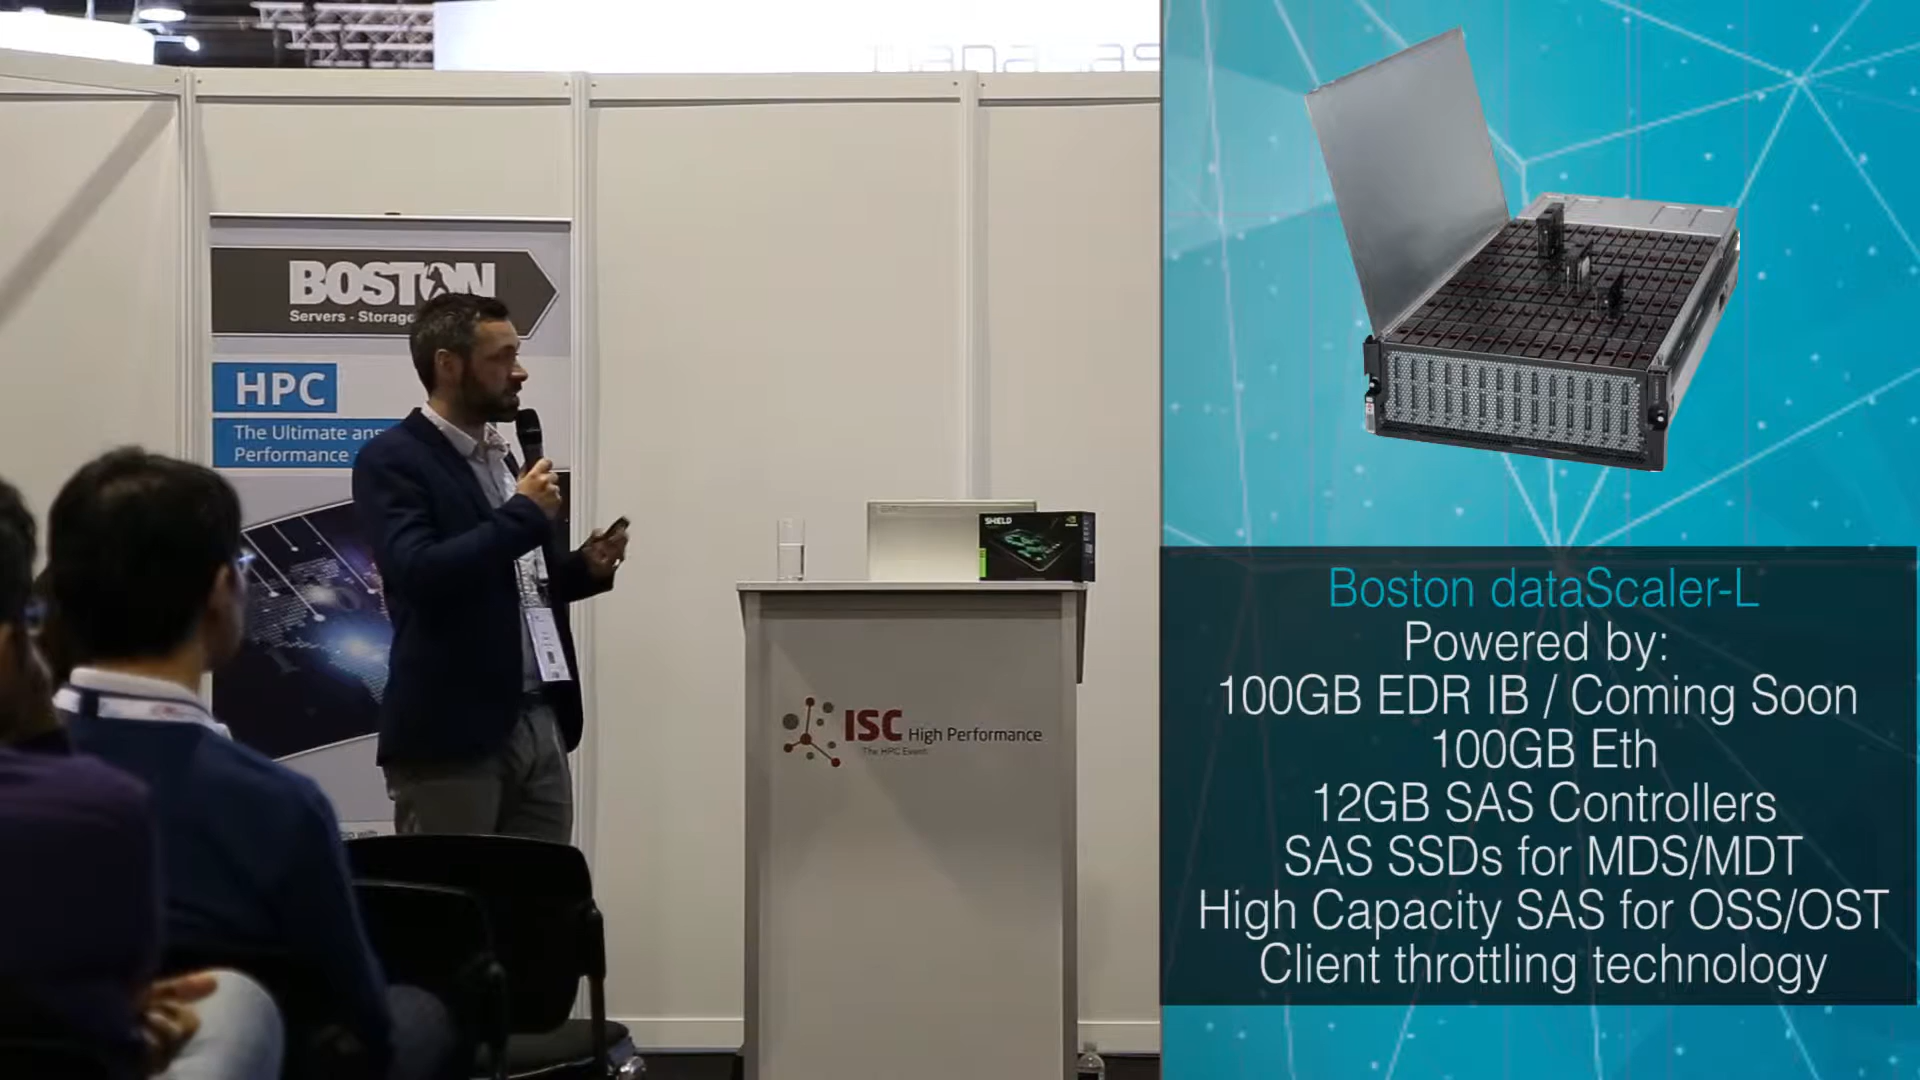 BOSTON
Servers - Storage
HPC
The Ultimate
Performance
SHIELD
ISC High Performance
The HPC Event
Boston dataScaler-L
Powered by:
100GB EDR IB / Coming Soon
100GB Eth
12GB SAS Controllers
SAS SSDs for MDS/MDT
High Capacity SAS for OSS/OST
Client throttling technology